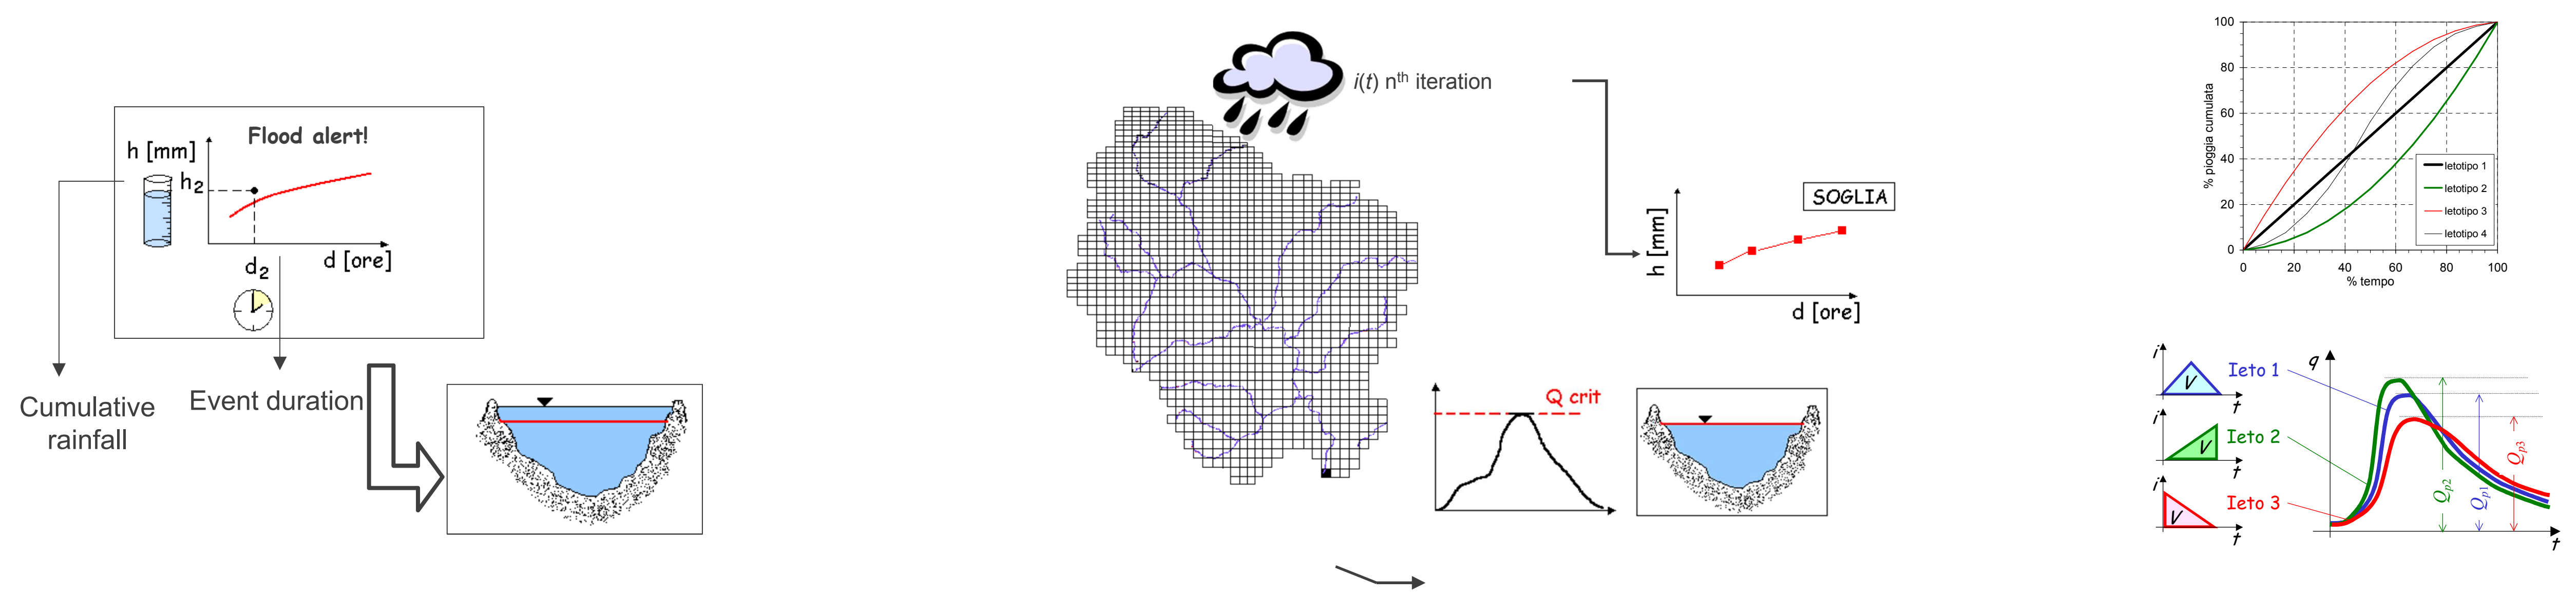 Flood alert!
h [mm]
h2
d2
d [ore]
Cumulative
rainfall
Event duration
i(t) nth iteration
SOGLIA
h [mm]
d [ore]
Q crit
% pioggia cumulata
100
80
60
40
20
0
0 20 40 60 80 100
% tempo
Ietotipo 1
Ietotipo 2
Ietotipo 3
Ietotipo 4
i
V
t
Ieto 1
i
V
t
Ieto 2
i
V
t
Ieto 3
q
Qp2
Qp1
Qp3
t